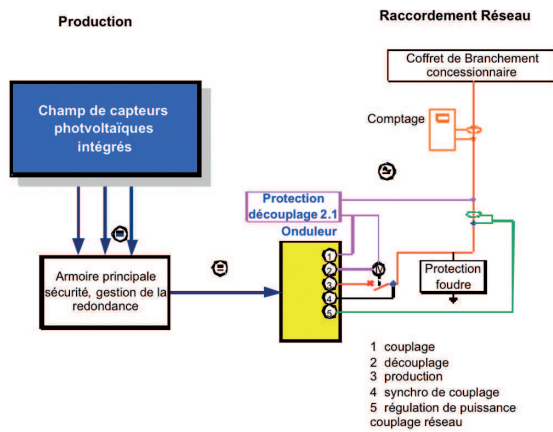 Production
Raccordement Réseau
Coffret de Branchement
concessionnaire
Champ de capteurs
photvoltaïques
intégrés
Comptage
Protection
découplage 2.1
Onduleur
Armoire principale
sécurité, gestion de la
redondance
1
2
3
4
5
M
Protection
foudre
1 couplage
2 découplage
3 production
4 synchro de couplage
5 régulation de puissance
couplage réseau